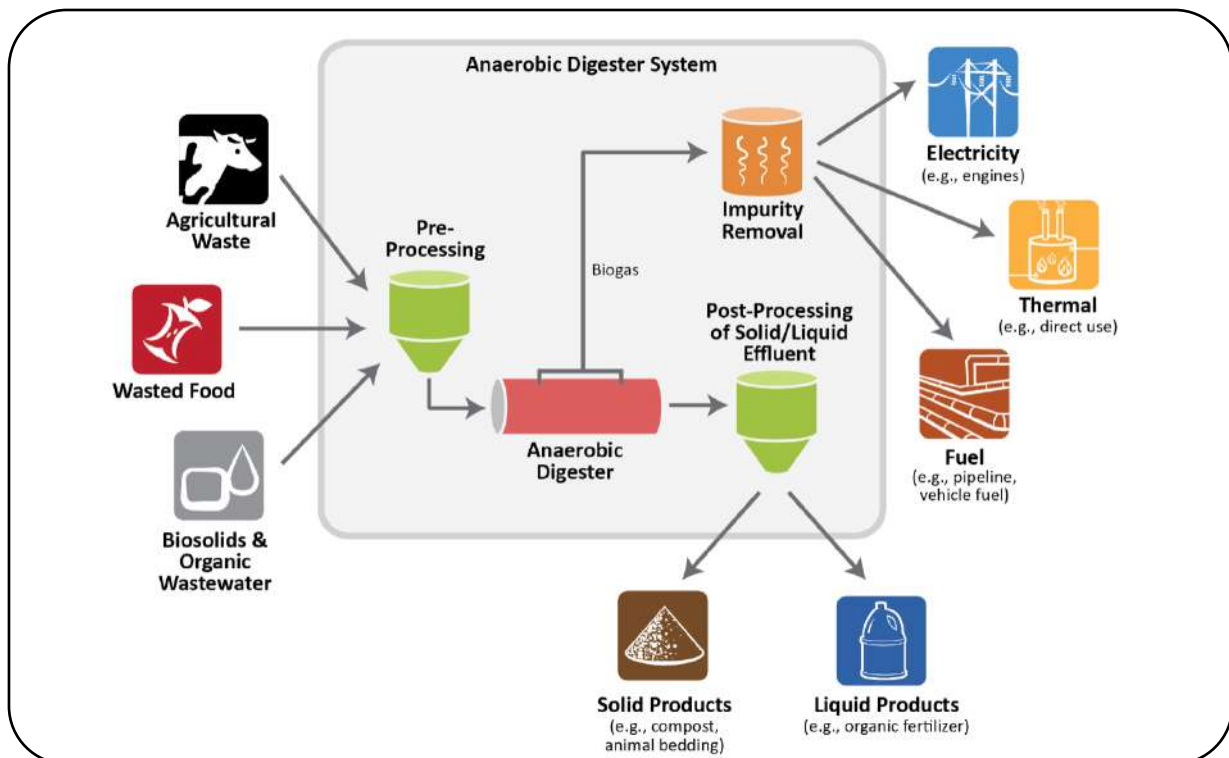 Anaerobic Digester System
Agricultural
Waste
Wasted Food
Biosolids &
Organic
Wastewater
Pre-
Processing
Biogas
Anaerobic
Digester
Impurity
Removal
Post-Processing
of Solid/Liquid
Effluent
Electricity
(e.g., engines)
Thermal
(e.g., direct use)
Fuel
(e.g., pipeline,
vehicle fuel)
Solid Products
(e.g., compost,
animal bedding)
Liquid Products
(e.g., organic fertilizer)